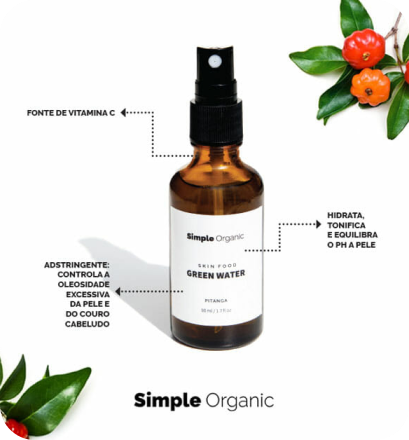 FONTE DE VITAMINA C
HIDRATA,
TONIFICA
E EQUILIBRA
O PH A PELE
Simple Organic
SKIN FOOD
GREEN WATER
PITANGA
ADSTRINGENTE:
CONTROLA A
OLEOSIDADE
EXCESSIVA
DA PELE E
DO COURO
CABELUDO
Simple Organic